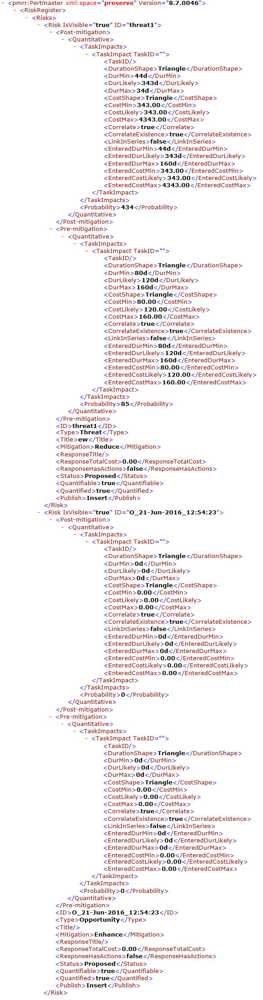 - <pmrr:Pertmaster xml:space="preserve" Version="8.7.0046">
- <RiskRegister>
- <Risks>
- <Risk IsVisible="true" ID="threat1">
- <Post-mitigation>
- <Quantitative>
- <TaskImpacts>
- <TaskImpact TaskID="">
<TaskID/>
<DurationShape>Triangle</DurationShape>
<DurMin>44d</DurMin>
<DurLikely>343d</DurLikely>
<DurMax>34d</DurMax>
<CostShape>Triangle</CostShape>
<CostMin>343.00</CostMin>
<CostLikely>343.00</CostLikely>
<CostMax>4343.00</CostMax>
<Correlate>true</Correlate>
<CorrelateExistence>true</CorrelateExistence>
<LinkInSeries>false</LinkInSeries>
<EnteredDurMin>44d</EnteredDurMin>
<EnteredDurLikely>343d</EnteredDurLikely>
<EnteredDurMax>160d</EnteredDurMax>
<EnteredCostMin>343.00</EnteredCostMin>
<EnteredCostLikely>343.00</EnteredCostLikely>
<EnteredCostMax>4343.00</EnteredCostMax>
</TaskImpact>
</TaskImpacts>
<Probability>434</Probability>
</Quantitative>
</Post-mitigation>
- <Pre-mitigation>
- <Quantitative>
- <TaskImpacts>
- <TaskImpact TaskID="">
<TaskID/>
<DurationShape>Triangle</DurationShape>
<DurMin>80d</DurMin>
<DurLikely>120d</DurLikely>
<DurMax>160d</DurMax>
<CostShape>Triangle</CostShape>
<CostMin>80.00</CostMin>
<CostLikely>120.00</CostLikely>
<CostMax>160.00</CostMax>
<Correlate>true</Correlate>
<CorrelateExistence>true</CorrelateExistence>
<LinkInSeries>false</LinkInSeries>
<EnteredDurMin>80d</EnteredDurMin>
<EnteredDurLikely>120d</EnteredDurLikely>
<EnteredDurMax>160d</EnteredDurMax>
<EnteredCostMin>80.00</EnteredCostMin>
<EnteredCostLikely>120.00</EnteredCostLikely>
<EnteredCostMax>160.00</EnteredCostMax>
</TaskImpact>
</TaskImpacts>
<Probability>85</Probability>
</Quantitative>
</Pre-mitigation>
<ID>threat1</ID>
<Type>Threat</Type>
<Title>ew</Title>
<Mitigation>Reduce</Mitigation>
<ResponseTitle/>
<ResponseTotalCost>0.00</ResponseTotalCost>
<ResponseHasActions>false</ResponseHasActions>
<Status>Proposed</Status>
<Quantifiable>true</Quantifiable>
<Quantified>true</Quantified>
<Publish>Insert</Publish>
</Risk>
- <Risk IsVisible="true" ID="O_21-Jun-2016_12:54:23">
- <Post-mitigation>
- <Quantitative>
- <TaskImpacts>
- <TaskImpact TaskID="">
<TaskID/>
<DurationShape>Triangle</DurationShape>
<DurMin>0d</DurMin>
<DurLikely>0d</DurLikely>
<DurMax>0d</DurMax>
<CostShape>Triangle</CostShape>
<CostMin>0.00</CostMin>
<CostLikely>0.00</CostLikely>
<CostMax>0.00</CostMax>
<Correlate>true</Correlate>
<CorrelateExistence>true</CorrelateExistence>
<LinkInSeries>false</LinkInSeries>
<EnteredDurMin>0d</EnteredDurMin>
<EnteredDurLikely>0d</EnteredDurLikely>
<EnteredDurMax>0d</EnteredDurMax>
<EnteredCostMin>0.00</EnteredCostMin>
<EnteredCostLikely>0.00</EnteredCostLikely>
<EnteredCostMax>0.00</EnteredCostMax>
</TaskImpact>
</TaskImpacts>
<Probability>0</Probability>
</Quantitative>
</Post-mitigation>
- <Pre-mitigation>
- <Quantitative>
- <TaskImpacts>
- <TaskImpact TaskID="">
<TaskID/>
<DurationShape>Triangle</DurationShape>
<DurMin>0d</DurMin>
<DurLikely>0d</DurLikely>
<DurMax>0d</DurMax>
<CostShape>Triangle</CostShape>
<CostMin>0.00</CostMin>
<CostLikely>0.00</CostLikely>
<CostMax>0.00</CostMax>
<Correlate>true</Correlate>
<CorrelateExistence>true</CorrelateExistence>
<LinkInSeries>false</LinkInSeries>
<EnteredDurMin>0d</EnteredDurMin>
<EnteredDurLikely>0d</EnteredDurLikely>
<EnteredDurMax>0d</EnteredDurMax>
<EnteredCostMin>0.00</EnteredCostMin>
<EnteredCostLikely>0.00</EnteredCostLikely>
<EnteredCostMax>0.00</EnteredCostMax>
</TaskImpact>
</TaskImpacts>
<Probability>0</Probability>
</Quantitative>
</Pre-mitigation>
<ID>O_21-Jun-2016_12:54:23</ID>
<Type>Opportunity</Type>
<Title/>
<Mitigation>Enhance</Mitigation>
<ResponseTitle/>
<ResponseTotalCost>0.00</ResponseTotalCost>
<ResponseHasActions>false</ResponseHasActions>
<Status>Proposed</Status>
<Quantifiable>true</Quantifiable>
<Quantified>true</Quantified>
<Publish>Insert</Publish>
</Risk>